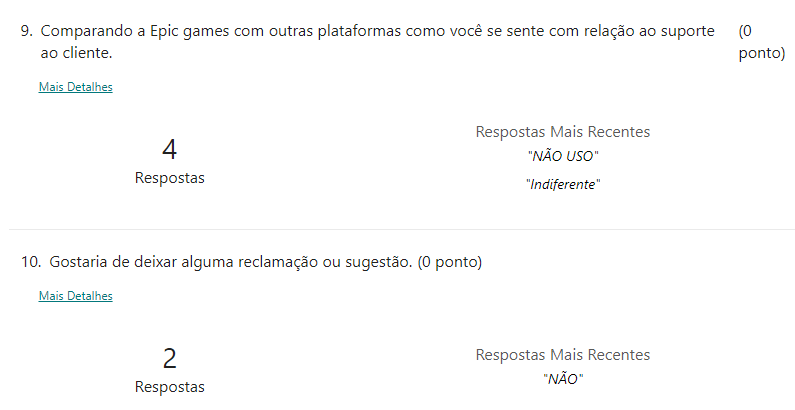 9. Comparando a Epic games com outras plataformas como você se sente com relação ao suporte (0
ao cliente. ponto)
Mais Detalhes
4
Respostas
Respostas Mais Recentes
"NÃO USO"
"Indiferente"
10. Gostaria de deixar alguma reclamação ou sugestão. (0 ponto)
Mais Detalhes
2
Respostas
Respostas Mais Recentes
"NÃO"